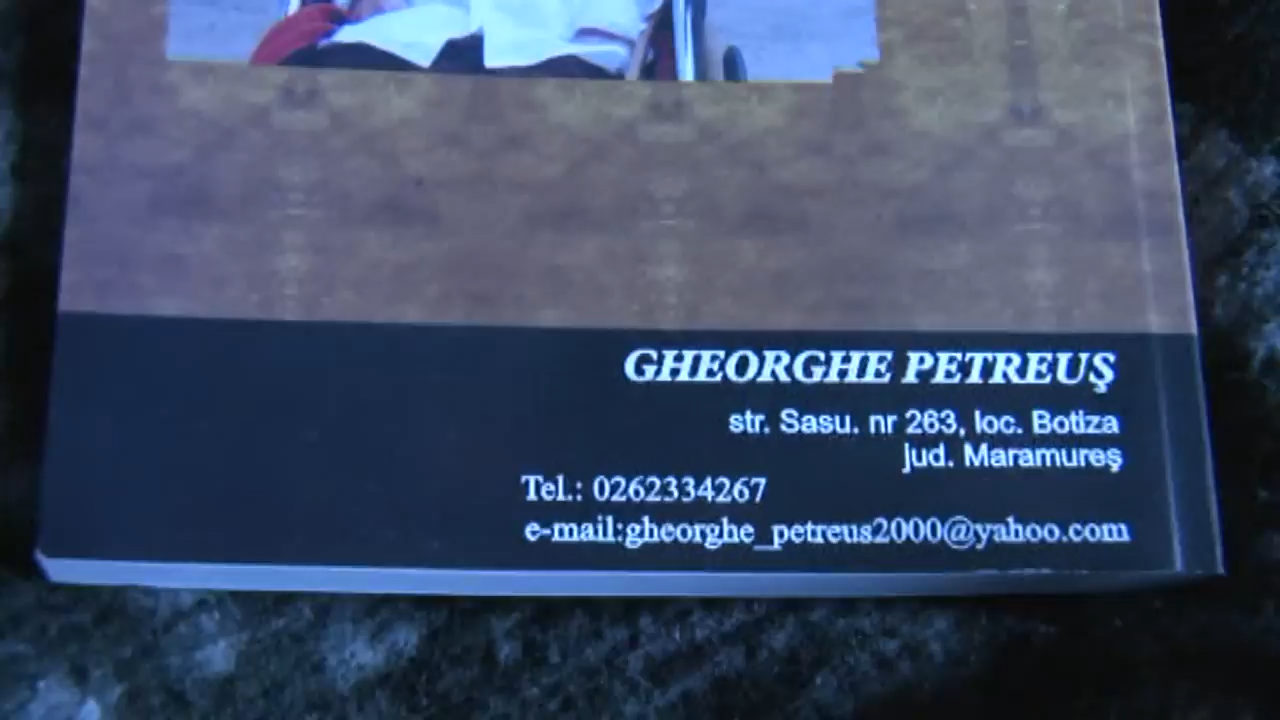 GHEORGHE PETREUŞ
str. Sasu. nr 263, loc. Botiza
jud. Maramureş
Tel.: 0262334267
e-mail:gheorghe_petreus2000@yahoo.com